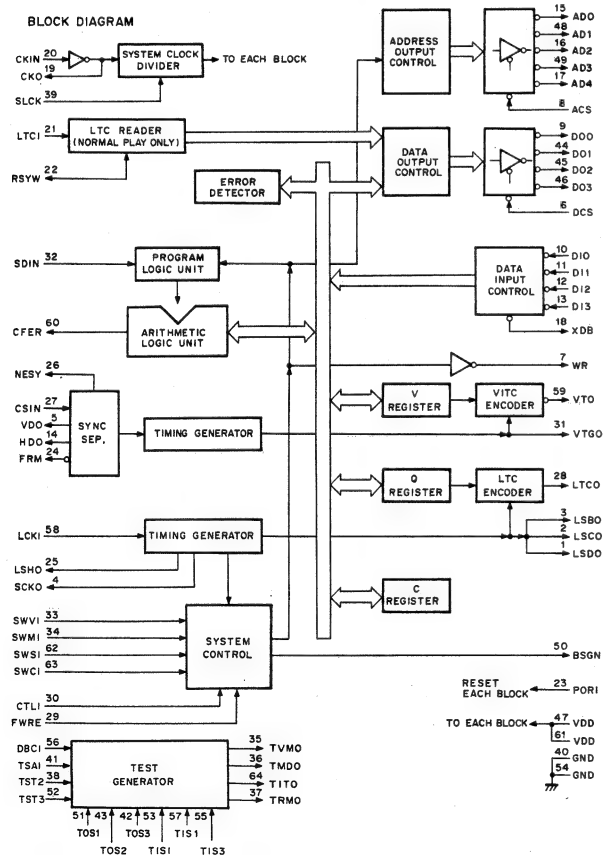 BLOCK DIAGRAM
CKIN 20
CKO 19
SYSTEM CLOCK
DIVIDER
TO EACH BLOCK
SLCK 39
LTCI 21
LTC READER
(NORMAL PLAY ONLY)
RSYW 22
ERROR
DETECTOR
ADDRESS
OUTPUT
CONTROL
15 AD0
48 AD1
16 AD2
49 AD3
17 AD4
8 ACS
DATA
OUTPUT
CONTROL
9 DO0
44 DO1
45 DO2
46 DO3
6 DCS
SDIN 32
PROGRAM
LOGIC UNIT
DATA
INPUT
CONTROL
10 DI0
11 DI1
12 DI2
13 DI3
18 XDB
CFER 60
ARITHMETIC
LOGIC UNIT
7 WR
NESY 26
CSIN 27
VDO 5
HDO 14
FRM 24
SYNC
SEP.
TIMING GENERATOR
V
REGISTER
VITC
ENCODER
59 VTO
31 VTGO
Q
REGISTER
LTC
ENCODER
28 LTCO
LCKI 58
TIMING GENERATOR
3 LSBO
2 LSCO
1 LSDO
LSHO 25
SCKO 4
C
REGISTER
SWVI 33
SWMI 34
SWSI 62
SWCI 63
SYSTEM
CONTROL
50 BSGN
CTLI 30
FWRE 29
RESET
EACH BLOCK
23 PORI
TO EACH BLOCK
47 VDD
61 VDD
40 GND
54 GND
DBCI 56
TSAI 41
TST2 38
TST3 52
TEST
GENERATOR
35 TVMO
36 TMDO
64 TITO
37 TRMO
51 43 42 53 57 55
TOS1 TOS3 TIS1
TOS2 TISI TIS3